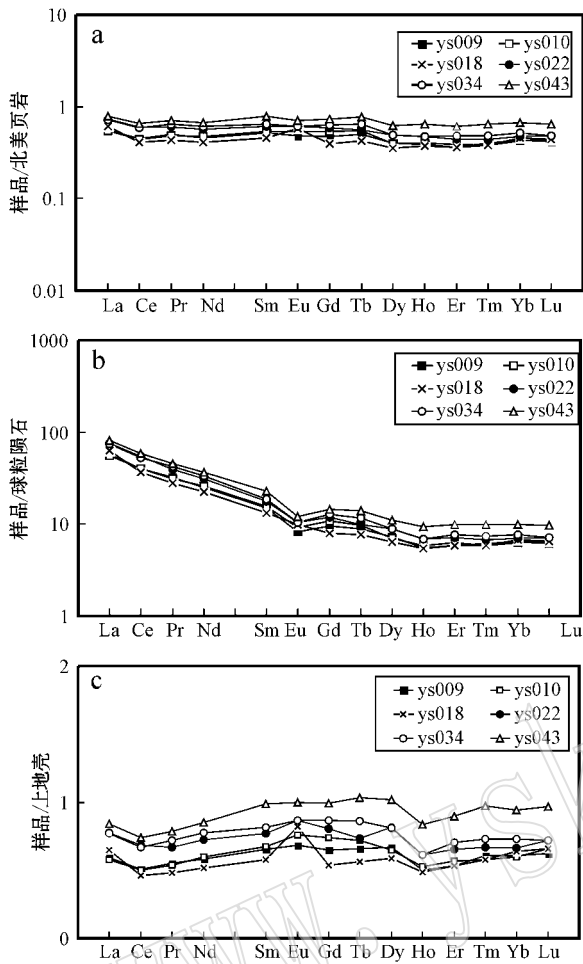 a
10
1
0.1
0.01
样品/北美页岩
ys009 ys010
ys018 ys022
ys034 ys043
La Ce Pr Nd Sm Eu Gd Tb Dy Ho Er Tm Yb Lu
b
1000
100
10
1
样品/球粒陨石
ys009 ys010
ys018 ys022
ys034 ys043
La Ce Pr Nd Sm Eu Gd Tb Dy Ho Er Tm Yb Lu
c
2
1
0
样品/上地壳
ys009 ys010
ys018 ys022
ys034 ys043
La Ce Pr Nd Sm Eu Gd Tb Dy Ho Er Tm Yb Lu